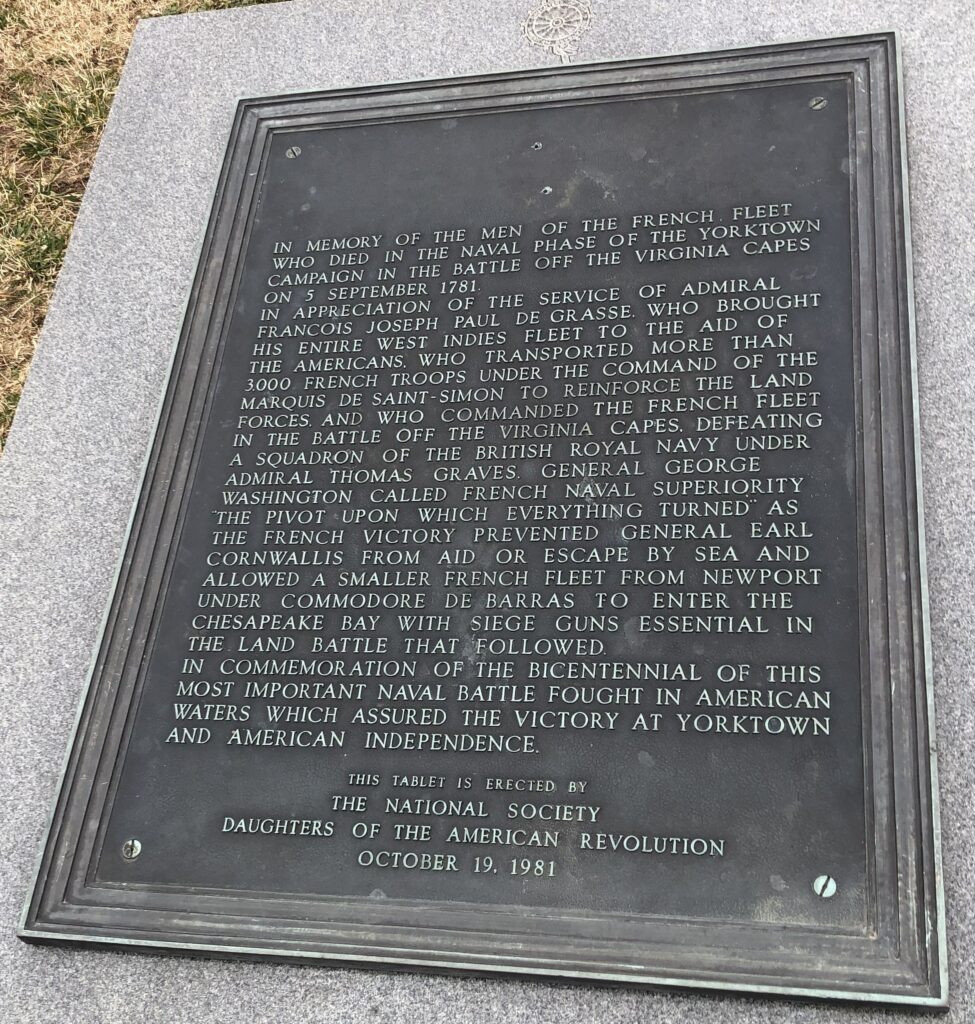 IN MEMORY OF THE MEN OF THE FRENCH FLEET
WHO DIED IN THE NAVAL PHASE OF THE YORKTOWN
CAMPAIGN IN THE BATTLE OFF THE VIRGINIA CAPES
ON 5 SEPTEMBER 1781.
IN APPRECIATION OF THE SERVICE OF ADMIRAL
FRANCOIS JOSEPH PAUL DE GRASSE, WHO BROUGHT
HIS ENTIRE WEST INDIES FLEET TO THE AID OF
THE AMERICANS, WHO TRANSPORTED MORE THAN
3,000 FRENCH TROOPS UNDER THE COMMAND OF THE
MARQUIS DE SAINT-SIMON TO REINFORCE THE LAND
FORCES, AND WHO COMMANDED THE FRENCH FLEET
IN THE BATTLE OFF THE VIRGINIA CAPES, DEFEATING
A SQUADRON OF THE BRITISH ROYAL NAVY UNDER
ADMIRAL THOMAS GRAVES. GENERAL GEORGE
WASHINGTON CALLED FRENCH NAVAL SUPERIORITY
"THE PIVOT UPON WHICH EVERYTHING TURNED" AS
THE FRENCH VICTORY PREVENTED GENERAL EARL
CORNWALLIS FROM AID OR ESCAPE BY SEA AND
ALLOWED A SMALLER FRENCH FLEET FROM NEWPORT
UNDER COMMODORE DE BARRAS TO ENTER THE
CHESAPEAKE BAY WITH SIEGE GUNS ESSENTIAL IN
THE LAND BATTLE THAT FOLLOWED.
IN COMMEMORATION OF THE BICENTENNIAL OF THIS
MOST IMPORTANT NAVAL BATTLE FOUGHT IN AMERICAN
WATERS WHICH ASSURED THE VICTORY AT YORKTOWN
AND AMERICAN INDEPENDENCE.
THIS TABLET IS ERECTED BY
THE NATIONAL SOCIETY
DAUGHTERS OF THE AMERICAN REVOLUTION
OCTOBER 19, 1981